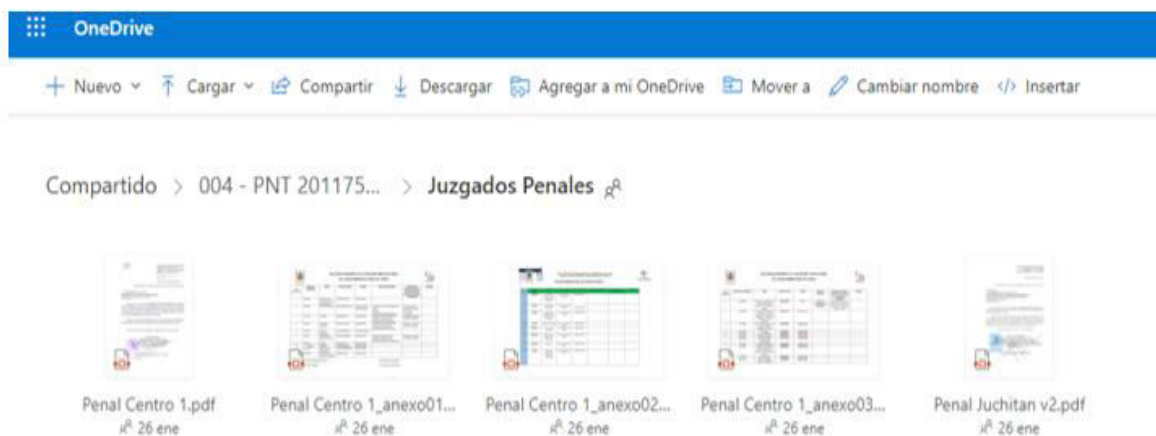 OneDrive
Nuevo Cargar Compartir Descargar Agregar a mi OneDrive Mover a Cambiar nombre Insertar
Compartido > 004 - PNT 201175... > Juzgados Penales
Penal Centro 1.pdf Penal Centro 1_anexo01... Penal Centro 1_anexo02... Penal Centro 1_anexo03... Penal Juchitan v2.pdf
26 ene 26 ene 26 ene 26 ene 26 ene